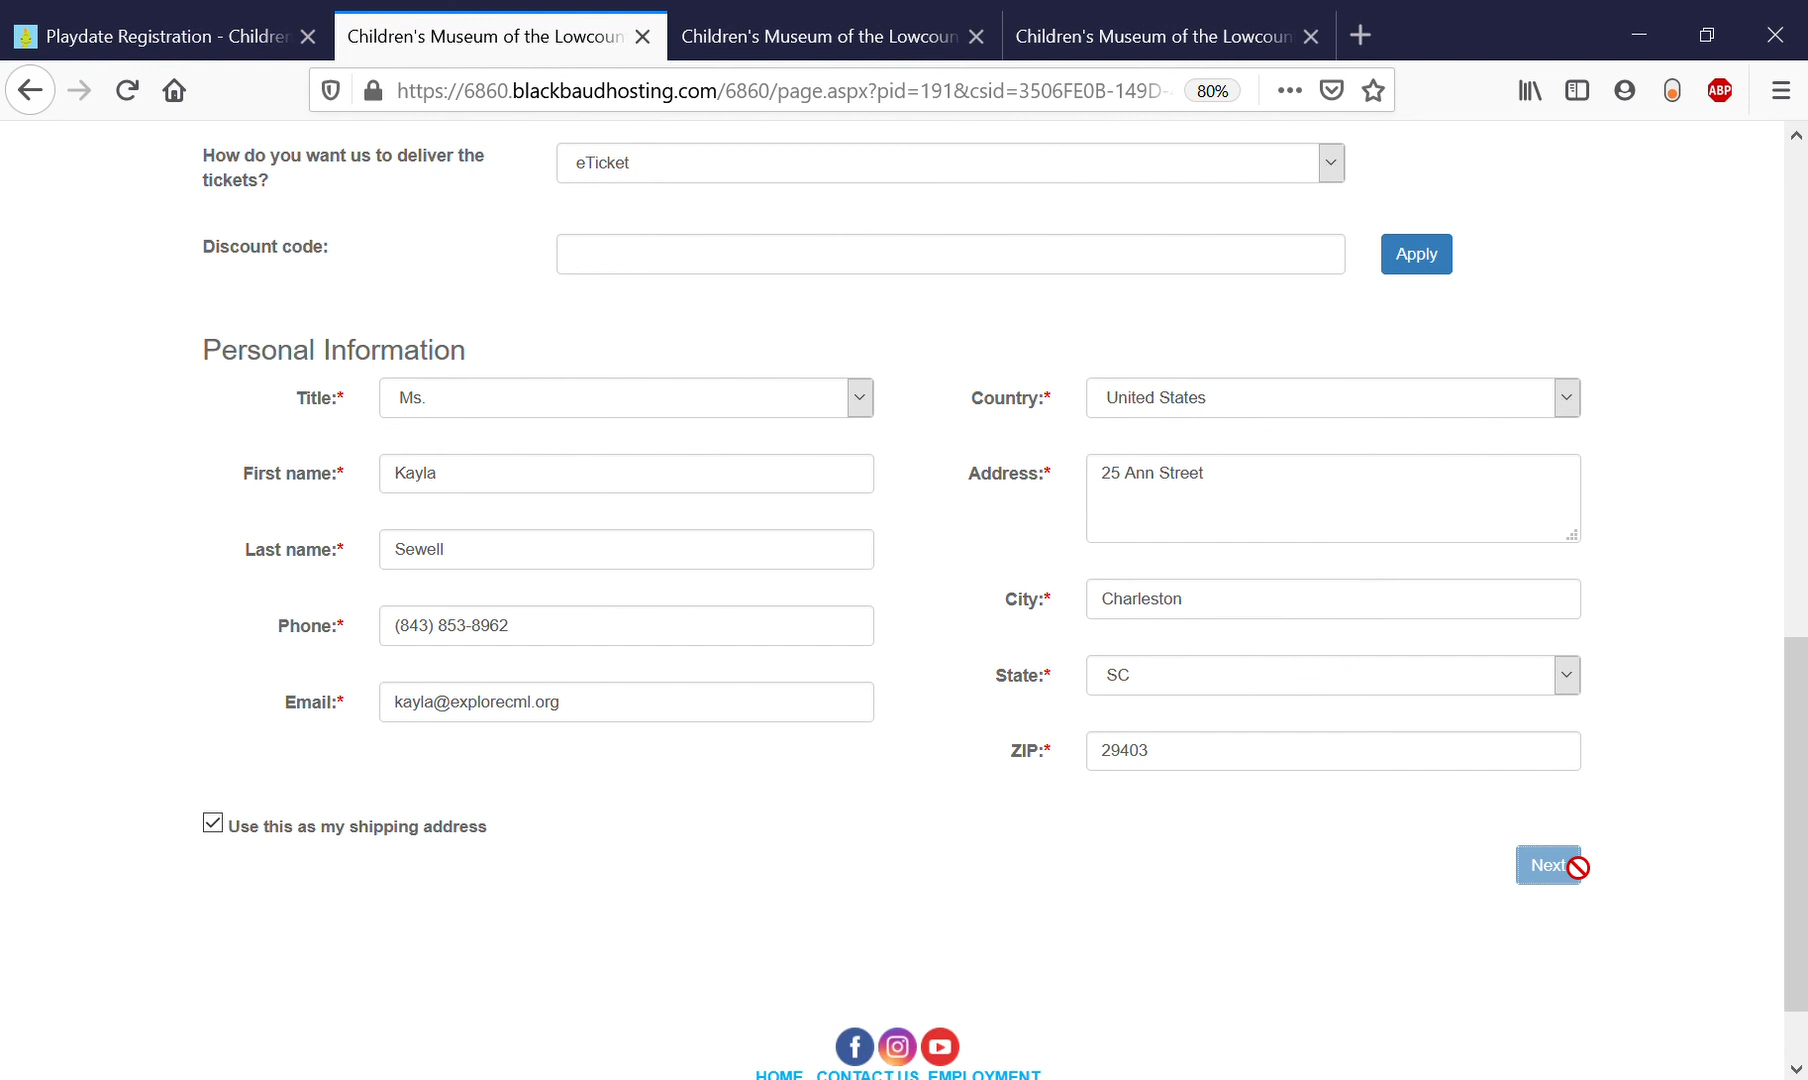 Playdate Registration - Children
Children's Museum of the Lowcoun
Children's Museum of the Lowcoun
Children's Museum of the Lowcoun
https://6860.blackbaudhosting.com/6860/page.aspx?pid=191&csid=3506FE0B-149D-
80%
ABP
How do you want us to deliver the
tickets?
eTicket
Discount code:
Apply
Personal Information
Title:*
Ms.
Country:*
United States
First name:*
Kayla
Address:*
25 Ann Street
Last name:*
Sewell
City:*
Charleston
Phone:*
(843) 853-8962
State:*
SC
Email:*
kayla@explorecml.org
ZIP:*
29403
Use this as my shipping address
Next
HOME CONTACT US EMPLOYMENT